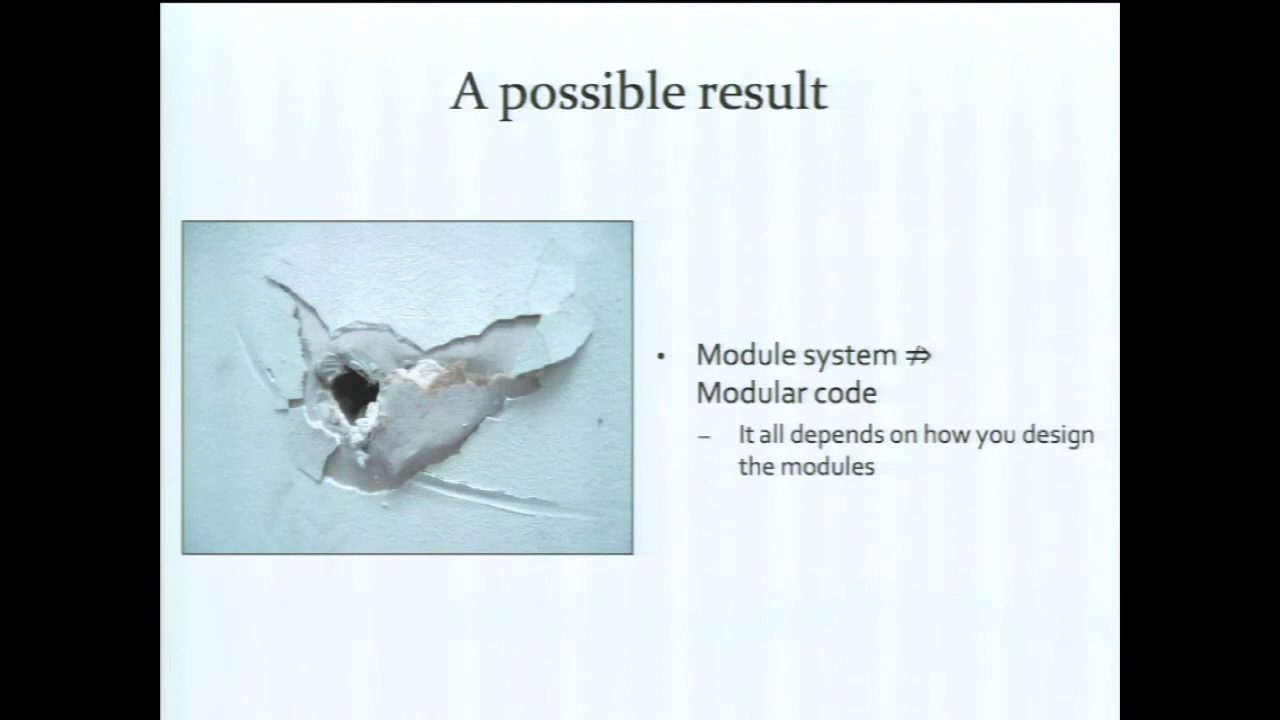 A possible result
• Module system ⇏
Modular code
– It all depends on how you design
the modules